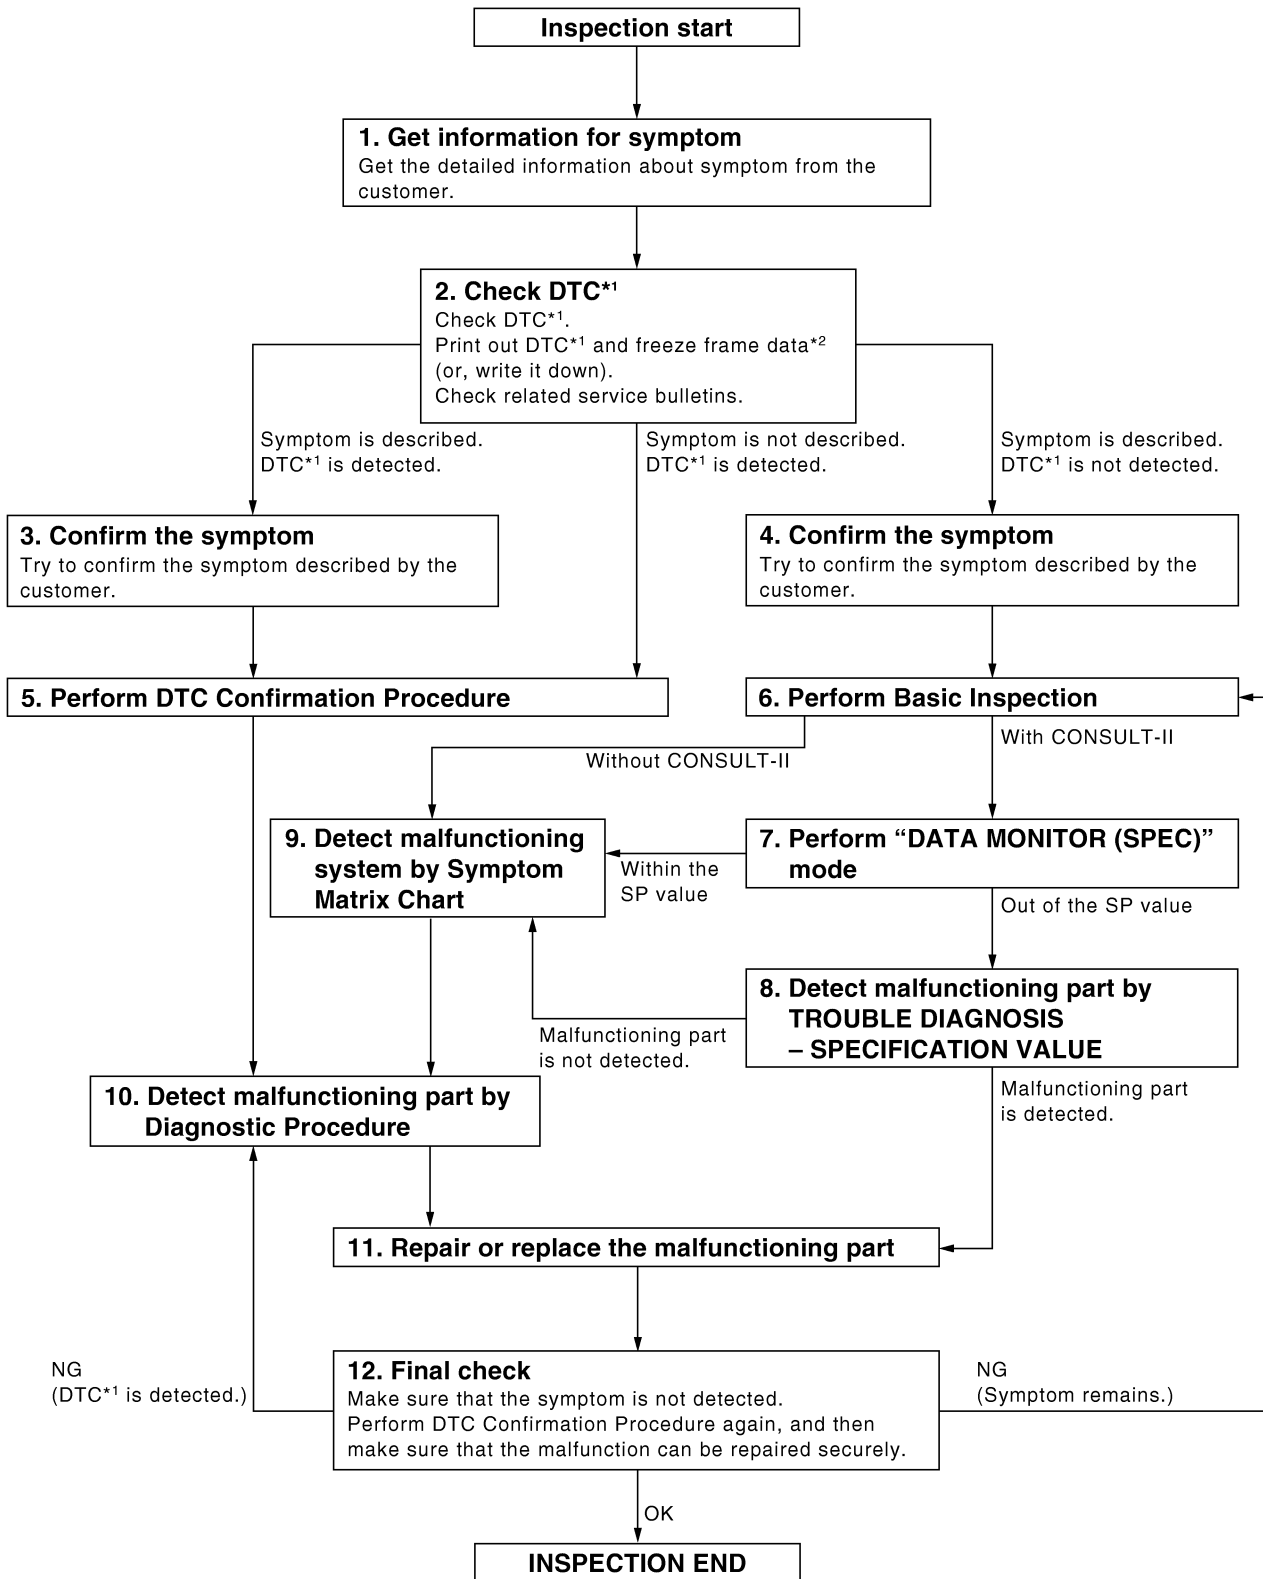 Inspection start
1. Get information for symptom
Get the detailed information about symptom from the
customer.
2. Check DTC*1
Check DTC*1.
Print out DTC*1 and freeze frame data*2
(or, write it down).
Check related service bulletins.
Symptom is described.
DTC*1 is detected.
Symptom is not described.
DTC*1 is detected.
Symptom is described.
DTC*1 is not detected.
3. Confirm the symptom
Try to confirm the symptom described by the
customer.
4. Confirm the symptom
Try to confirm the symptom described by the
customer.
5. Perform DTC Confirmation Procedure
6. Perform Basic Inspection
With CONSULT-II
Without CONSULT-II
9. Detect malfunctioning
system by Symptom
Matrix Chart
Within the
SP value
7. Perform “DATA MONITOR (SPEC)”
mode
Out of the SP value
8. Detect malfunctioning part by
TROUBLE DIAGNOSIS
– SPECIFICATION VALUE
Malfunctioning part
is not detected.
Malfunctioning part
is detected.
10. Detect malfunctioning part by
Diagnostic Procedure
11. Repair or replace the malfunctioning part
NG
(DTC*1 is detected.)
12. Final check
Make sure that the symptom is not detected.
Perform DTC Confirmation Procedure again, and then
make sure that the malfunction can be repaired securely.
NG
(Symptom remains.)
OK
INSPECTION END